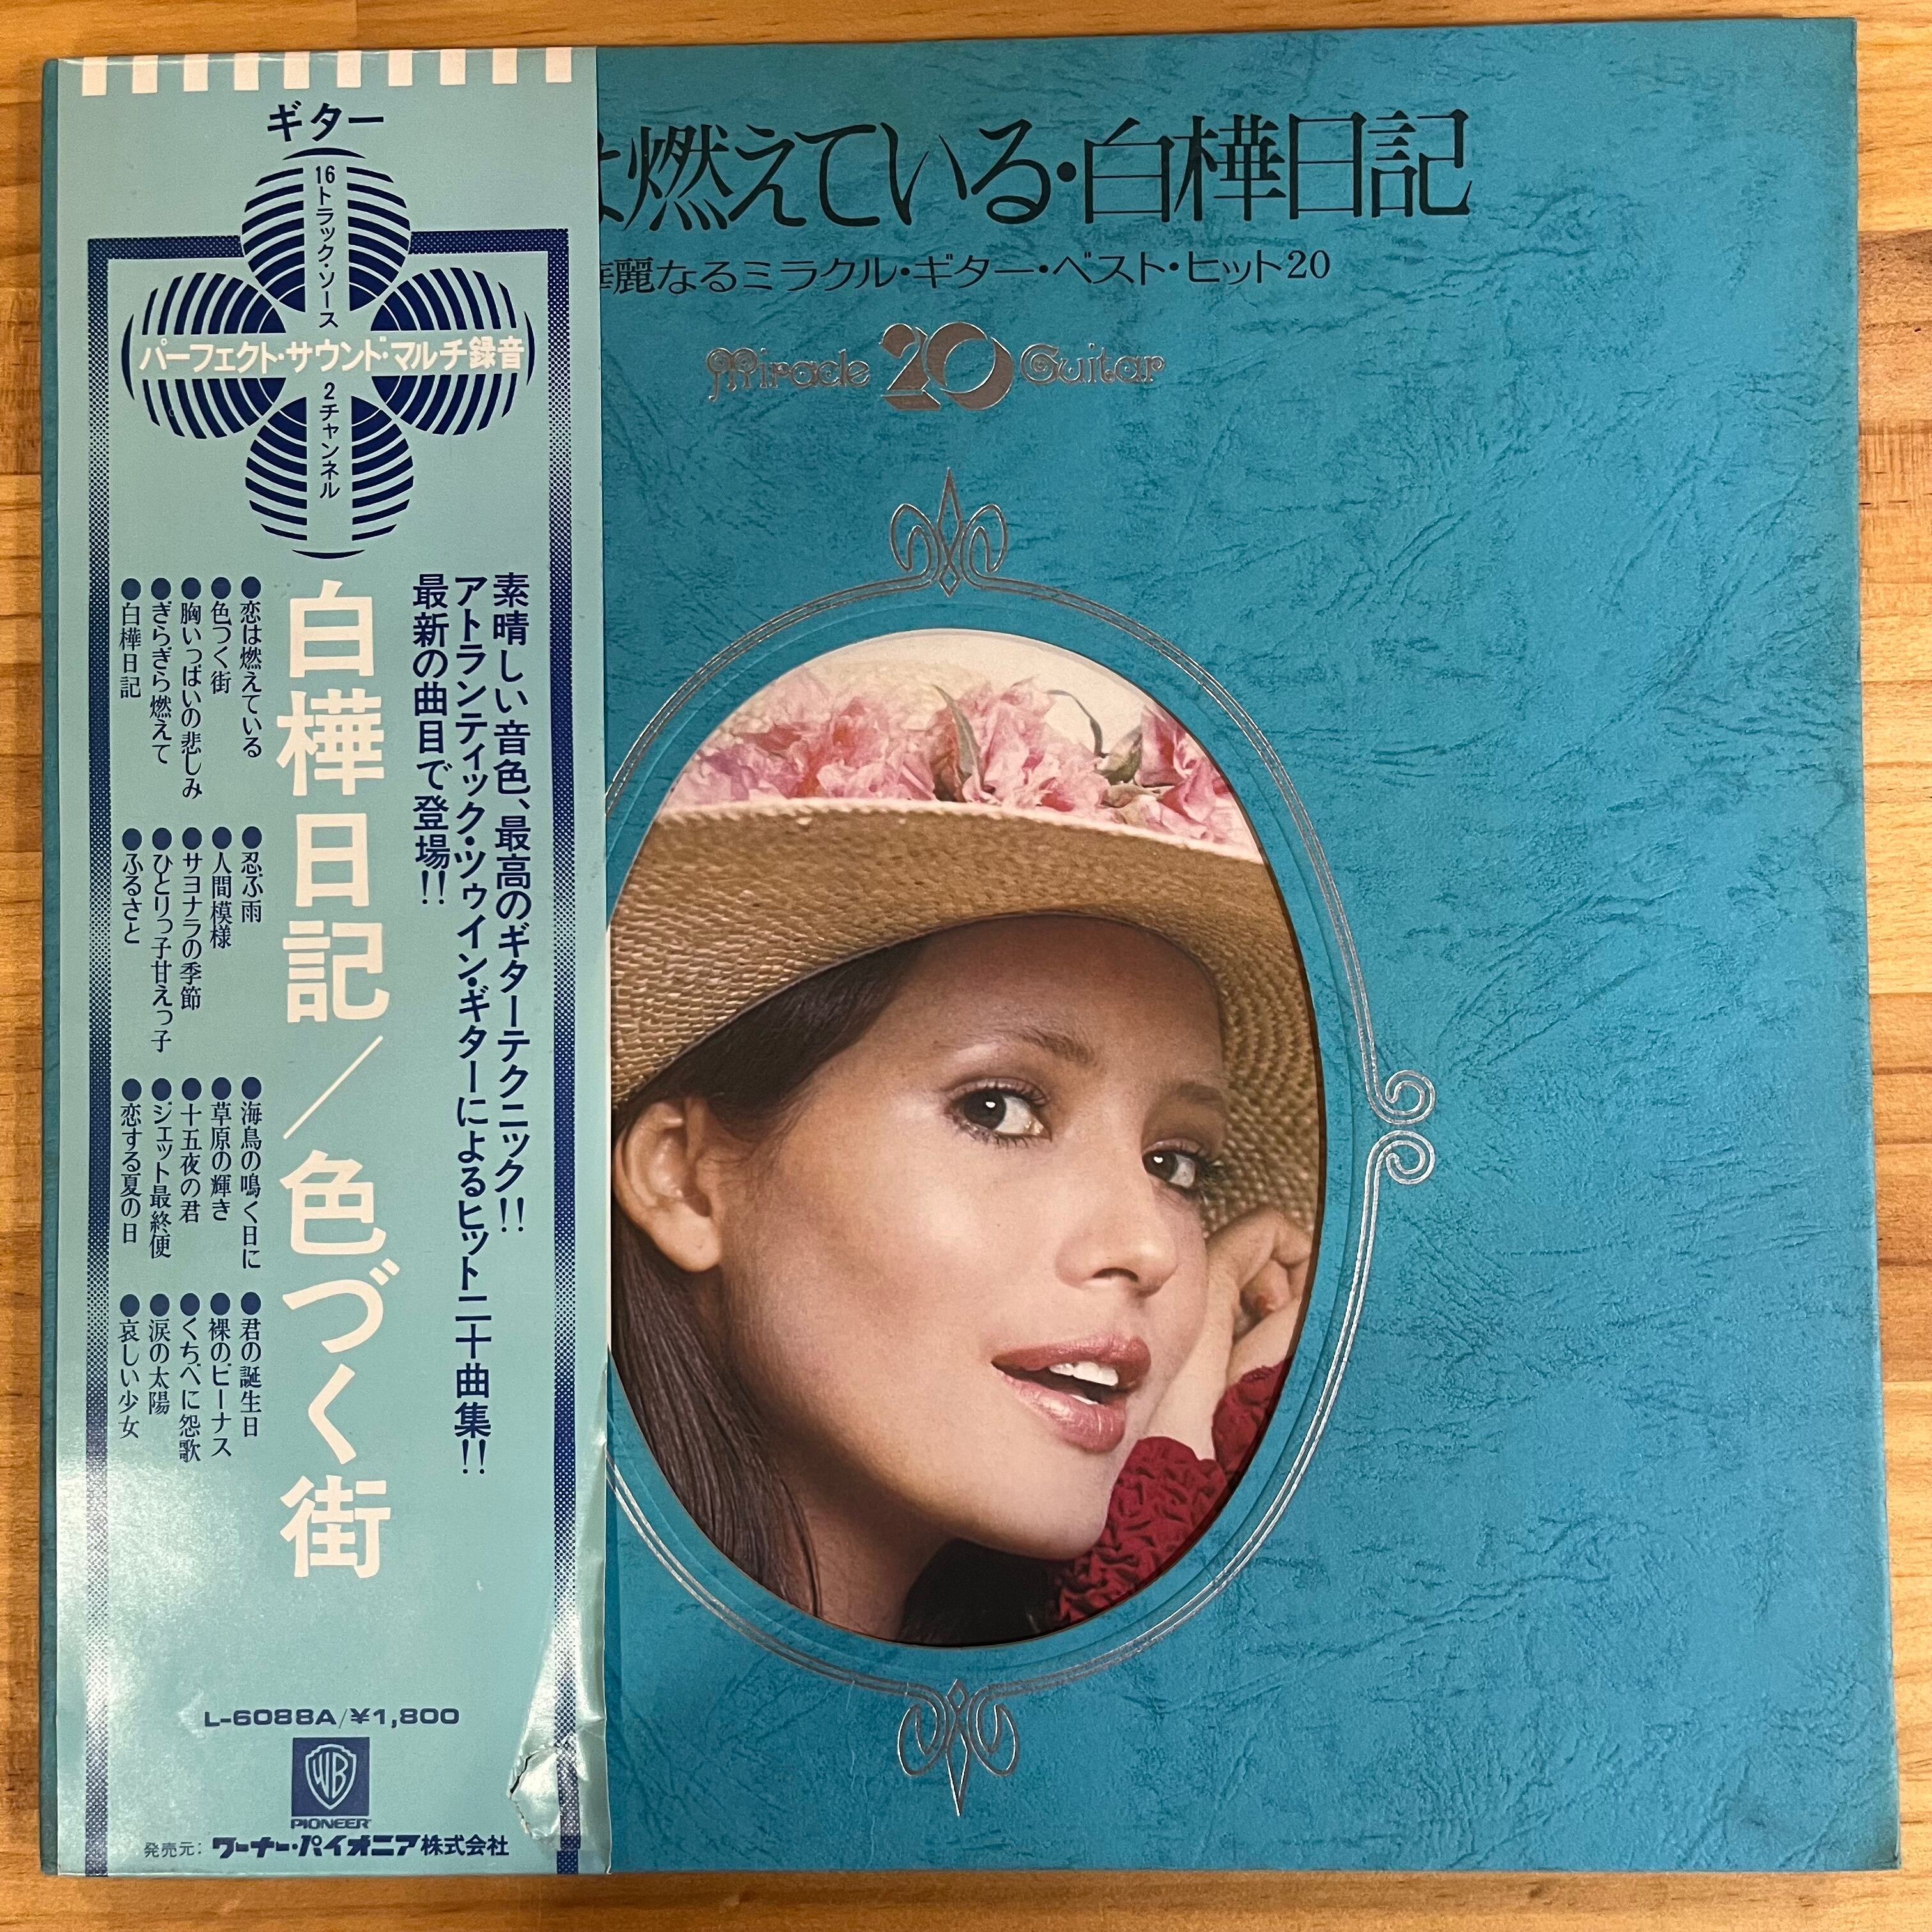 ギター
16トラック・ソース
パーフェクト・サウンド・マルチ録音
2チャンネル
素晴しい音色、最高のギターテクニック!!
アトランティック・ツゥイン・ギターによるヒット二十曲集!!
最新の曲目で登場!!
白樺日記/色づく街
●恋は燃えている
●色つく街
●胸いっぱいの悲しみ
●ぎらぎら燃えて
●白樺日記
●忍ぶ雨
●人間模様
●サヨナラの季節
●ひとりっ子甘えっ子
●ふるさと
●海鳥の鳴く日に
●草原の輝き
●十五夜の君
●ジェット最終便
●恋する夏の日
●君の誕生日
●裸のビーナス
●くちべに怨歌
●涙の太陽
●哀しい少女
L-6088A/¥1,800
WB
PIONEER
発売元:ワーナー・パイオニア株式会社
は燃えている・白樺日記
華麗なるミラクル・ギター・ベスト・ヒット20
Miracle 20 Guitar